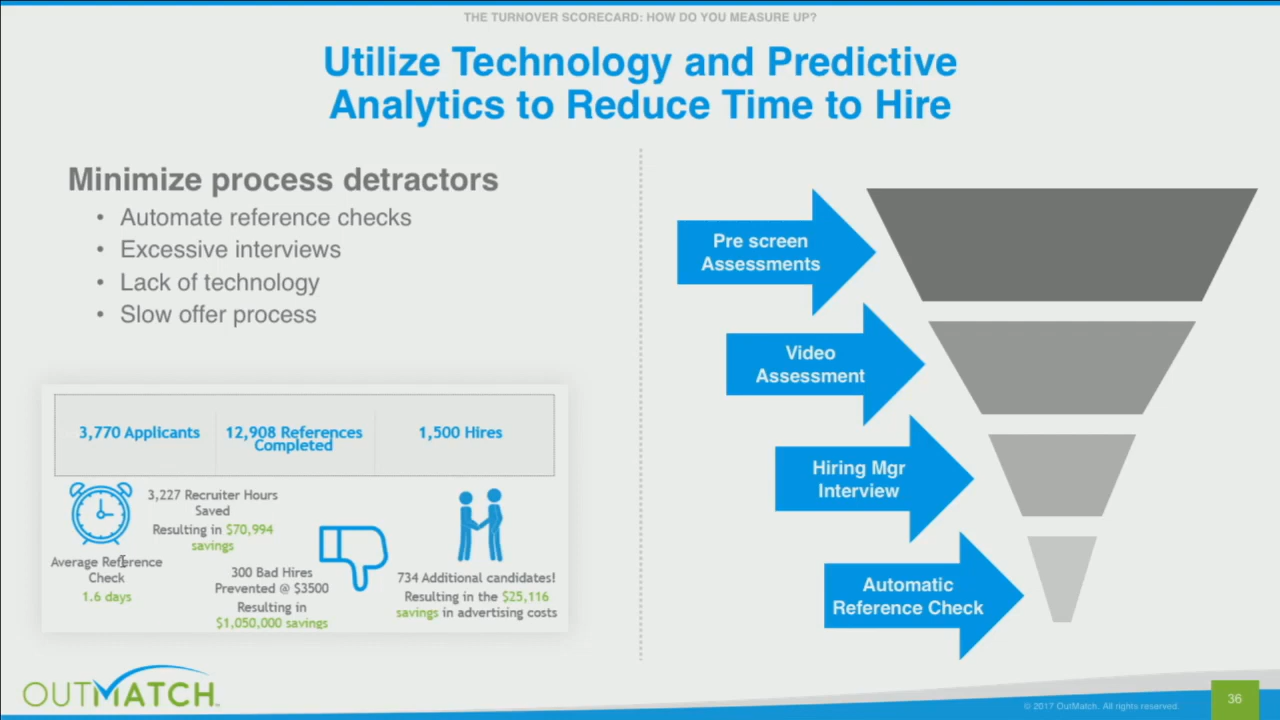 THE TURNOVER SCORECARD: HOW DO YOU MEASURE UP?
Utilize Technology and Predictive
Analytics to Reduce Time to Hire
Minimize process detractors
• Automate reference checks
• Excessive interviews
• Lack of technology
• Slow offer process
3,770 Applicants
12,908 References
Completed
1,500 Hires
3,227 Recruiter Hours
Saved
Resulting in $70,994
savings
Average Reference
Check
1.6 days
300 Bad Hires
Prevented @ $3500
Resulting in
$1,050,000 savings
734 Additional candidates!
Resulting in the $25,116
savings in advertising costs
Pre screen
Assessments
Video
Assessment
Hiring Mgr
Interview
Automatic
Reference Check
OUTMATCH
© 2017 OutMatch. All rights reserved.
36